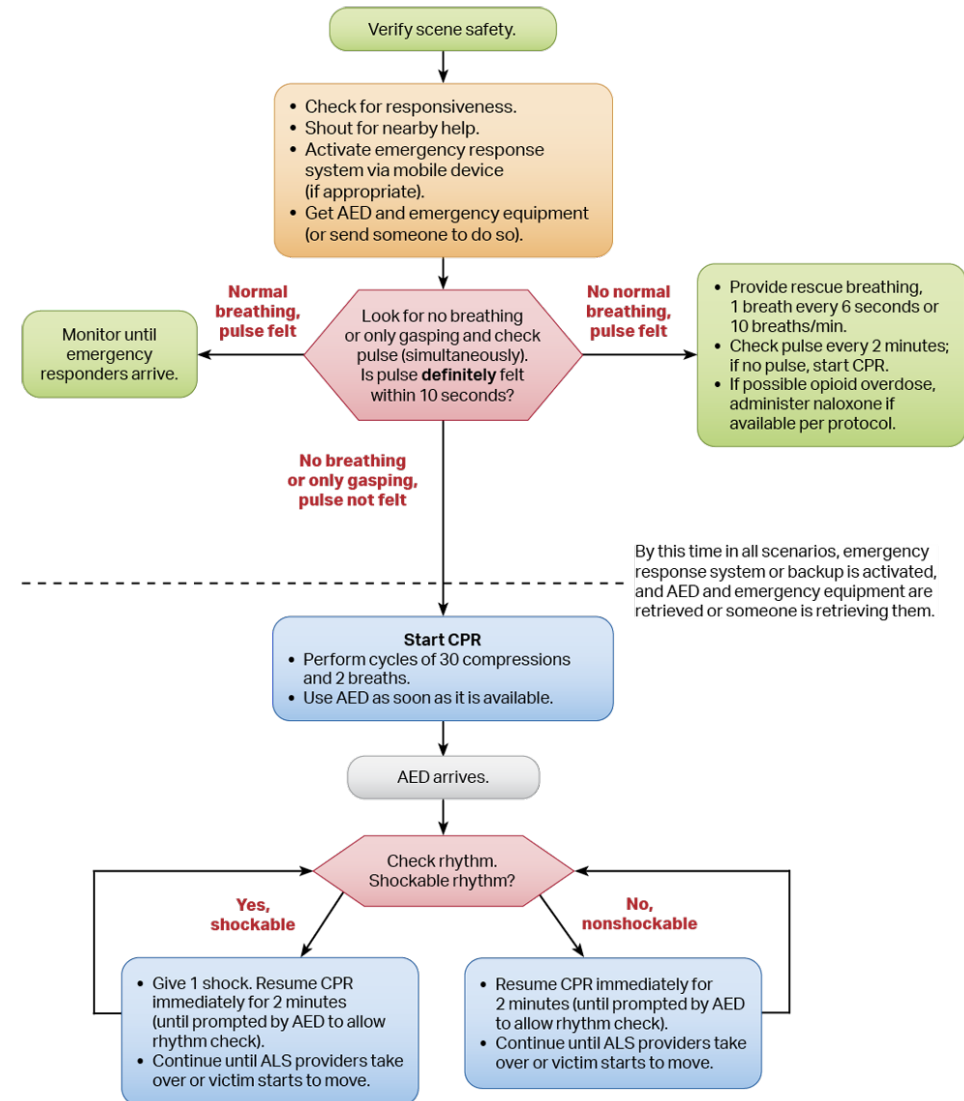 Verify scene safety.
• Check for responsiveness.
• Shout for nearby help.
• Activate emergency response
system via mobile device
(if appropriate).
• Get AED and emergency equipment
(or send someone to do so).
Normal
breathing,
pulse felt
Monitor until
emergency
responders arrive.
Look for no breathing
or only gasping and check
pulse (simultaneously).
Is pulse definitely felt
within 10 seconds?
No normal
breathing,
pulse felt
• Provide rescue breathing,
1 breath every 6 seconds or
10 breaths/min.
• Check pulse every 2 minutes;
if no pulse, start CPR.
• If possible opioid overdose,
administer naloxone if
available per protocol.
No breathing
or only gasping,
pulse not felt
By this time in all scenarios, emergency
response system or backup is activated,
and AED and emergency equipment are
retrieved or someone is retrieving them.
Start CPR
• Perform cycles of 30 compressions
and 2 breaths.
• Use AED as soon as it is available.
AED arrives.
Check rhythm.
Shockable rhythm?
Yes,
shockable
No,
nonshockable
• Give 1 shock. Resume CPR
immediately for 2 minutes
(until prompted by AED to allow
rhythm check).
• Continue until ALS providers take
over or victim starts to move.
• Resume CPR immediately for
2 minutes (until prompted by AED
to allow rhythm check).
• Continue until ALS providers take
over or victim starts to move.